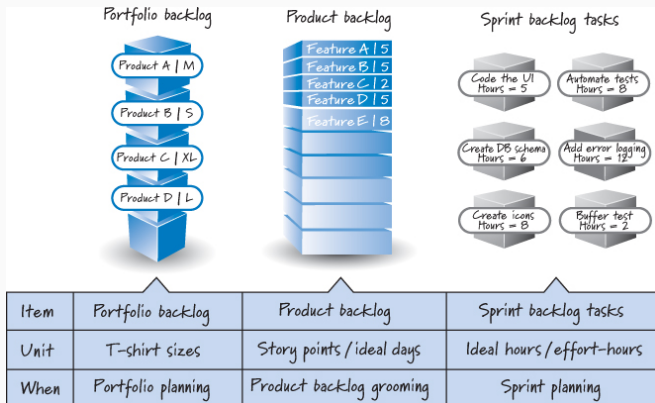 Portfolio backlog
Product A | M
Product B | S
Product C | XL
Product D | L
Product backlog
Feature A | 5
Feature B | 5
Feature C | 2
Feature D | 5
Feature E | 8
Sprint backlog tasks
Code the UI
Hours = 5
Automate tests
Hours = 8
Create DB schema
Hours = 6
Add error logging
Hours = 12
Create icons
Hours = 8
Buffer test
Hours = 2
Item Portfolio backlog Product backlog Sprint backlog tasks
Unit T-shirt sizes Story points / ideal days Ideal hours / effort-hours
When Portfolio planning Product backlog grooming Sprint planning